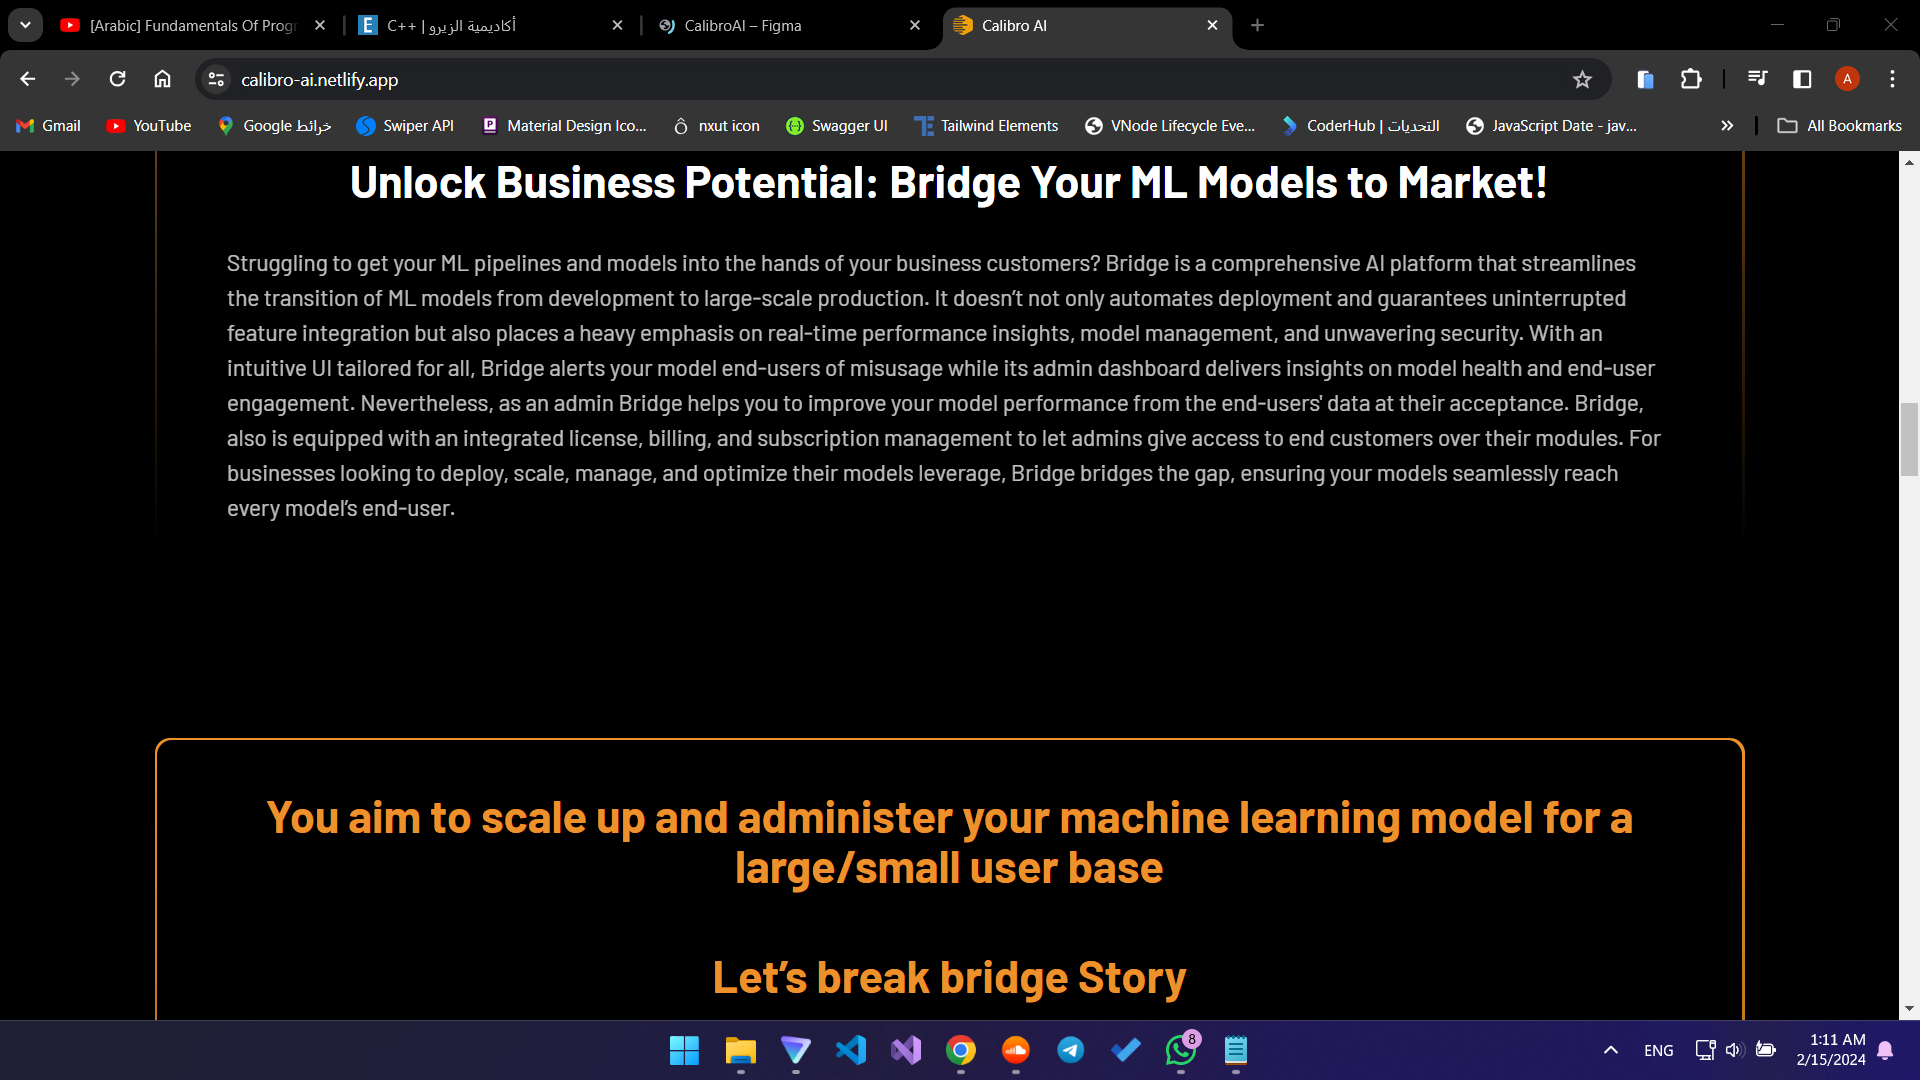 [Arabic] Fundamentals Of Progr
C++ | أكاديمية الزيرو
CalibroAI – Figma
Calibro AI
calibro-ai.netlify.app
A
Gmail
YouTube
Google خرائط
Swiper API
Material Design Ico...
nxut icon
Swagger UI
Tailwind Elements
VNode Lifecycle Eve...
CoderHub | التحديات
JavaScript Date - jav...
All Bookmarks
Unlock Business Potential: Bridge Your ML Models to Market!
Struggling to get your ML pipelines and models into the hands of your business customers? Bridge is a comprehensive AI platform that streamlines
the transition of ML models from development to large-scale production. It doesn’t not only automates deployment and guarantees uninterrupted
feature integration but also places a heavy emphasis on real-time performance insights, model management, and unwavering security. With an
intuitive UI tailored for all, Bridge alerts your model end-users of misusage while its admin dashboard delivers insights on model health and end-user
engagement. Nevertheless, as an admin Bridge helps you to improve your model performance from the end-users' data at their acceptance. Bridge,
also is equipped with an integrated license, billing, and subscription management to let admins give access to end customers over their modules. For
businesses looking to deploy, scale, manage, and optimize their models leverage, Bridge bridges the gap, ensuring your models seamlessly reach
every model’s end-user.
You aim to scale up and administer your machine learning model for a
large/small user base
Let’s break bridge Story
8
ENG
1:11 AM
2/15/2024